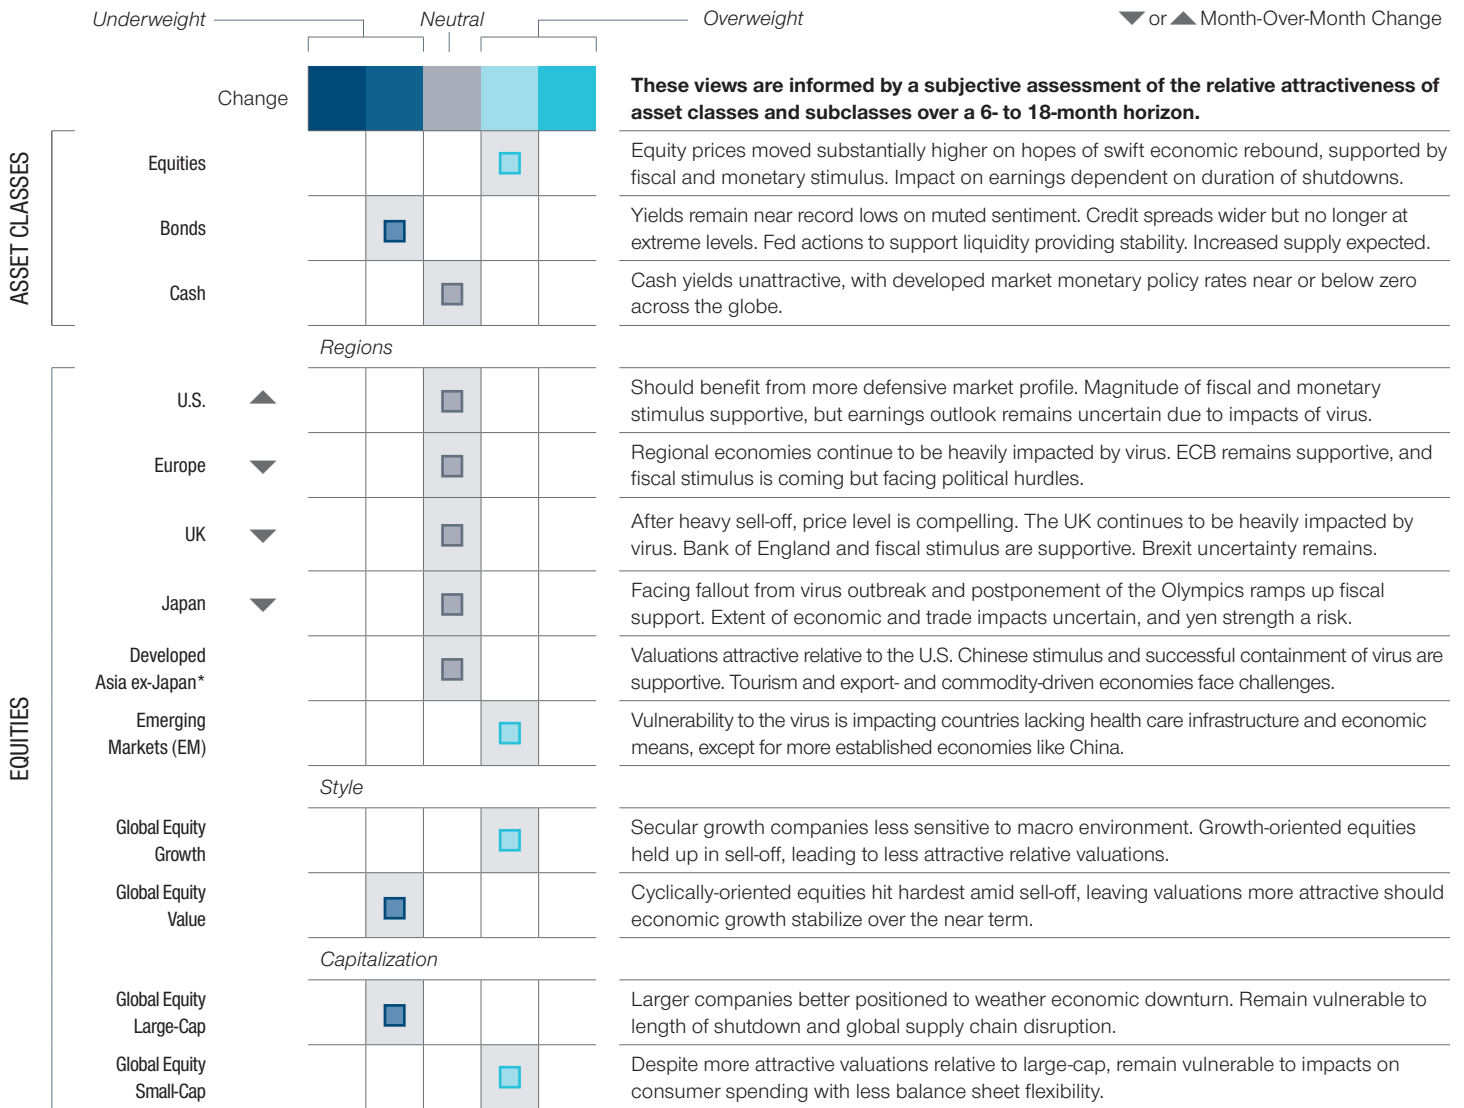 Underweight
Neutral
Overweight
or Month-Over-Month Change
Change
These views are informed by a subjective assessment of the relative attractiveness of
asset classes and subclasses over a 6- to 18-month horizon.
ASSET CLASSES
Equities
Equity prices moved substantially higher on hopes of swift economic rebound, supported by
fiscal and monetary stimulus. Impact on earnings dependent on duration of shutdowns.
Bonds
Yields remain near record lows on muted sentiment. Credit spreads wider but no longer at
extreme levels. Fed actions to support liquidity providing stability. Increased supply expected.
Cash
Cash yields unattractive, with developed market monetary policy rates near or below zero
across the globe.
EQUITIES
Regions
U.S.
Should benefit from more defensive market profile. Magnitude of fiscal and monetary
stimulus supportive, but earnings outlook remains uncertain due to impacts of virus.
Europe
Regional economies continue to be heavily impacted by virus. ECB remains supportive, and
fiscal stimulus is coming but facing political hurdles.
UK
After heavy sell-off, price level is compelling. The UK continues to be heavily impacted by
virus. Bank of England and fiscal stimulus are supportive. Brexit uncertainty remains.
Japan
Facing fallout from virus outbreak and postponement of the Olympics ramps up fiscal
support. Extent of economic and trade impacts uncertain, and yen strength a risk.
Developed
Asia ex-Japan*
Valuations attractive relative to the U.S. Chinese stimulus and successful containment of virus are
supportive. Tourism and export- and commodity-driven economies face challenges.
Emerging
Markets (EM)
Vulnerability to the virus is impacting countries lacking health care infrastructure and economic
means, except for more established economies like China.
Style
Global Equity
Growth
Secular growth companies less sensitive to macro environment. Growth-oriented equities
held up in sell-off, leading to less attractive relative valuations.
Global Equity
Value
Cyclically-oriented equities hit hardest amid sell-off, leaving valuations more attractive should
economic growth stabilize over the near term.
Capitalization
Global Equity
Large-Cap
Larger companies better positioned to weather economic downturn. Remain vulnerable to
length of shutdown and global supply chain disruption.
Global Equity
Small-Cap
Despite more attractive valuations relative to large-cap, remain vulnerable to impacts on
consumer spending with less balance sheet flexibility.